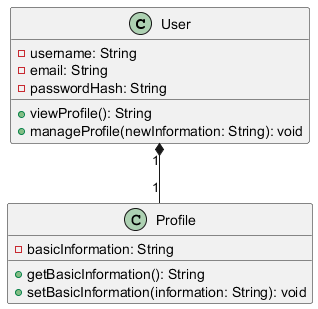 C User
username: String
email: String
passwordHash: String
viewProfile(): String
manageProfile(newInformation: String): void
1
1
C Profile
basicInformation: String
getBasicInformation(): String
setBasicInformation(information: String): void